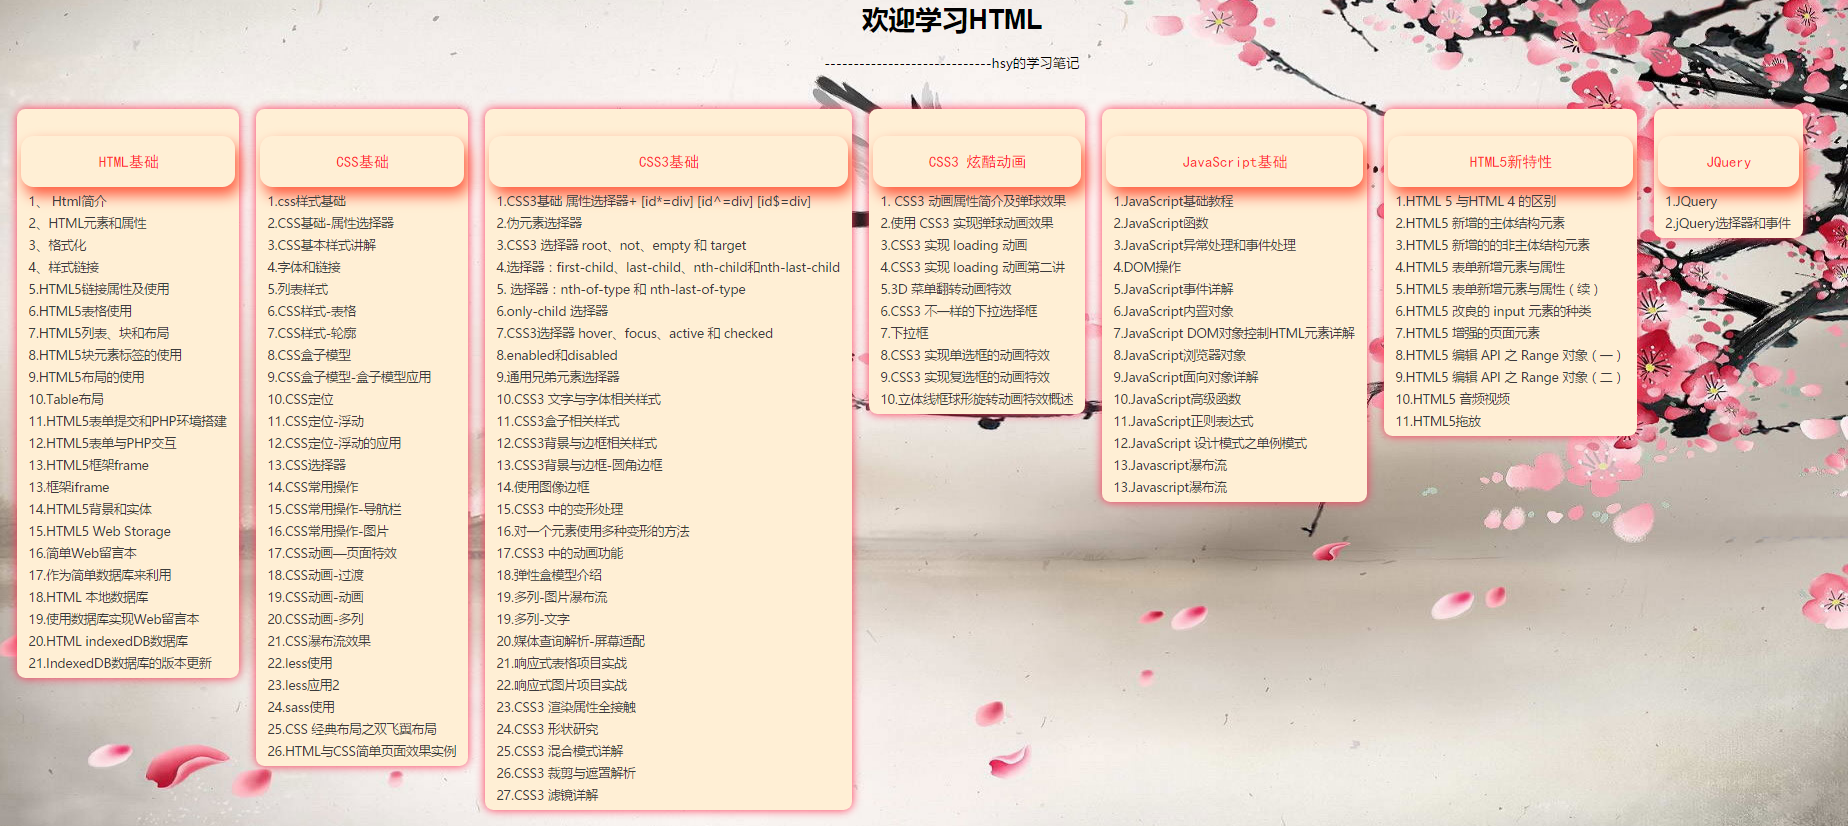 欢迎学习HTML
-----------------------------hsy的学习笔记
HTML基础
1、 Html简介
2、HTML元素和属性
3、格式化
4、样式链接
5.HTML5链接属性及使用
6.HTML5表格使用
7.HTML5列表、块和布局
8.HTML5块元素标签的使用
9.HTML5布局的使用
10.Table布局
11.HTML5表单提交和PHP环境搭建
12.HTML5表单与PHP交互
13.HTML5框架frame
13.框架iframe
14.HTML5背景和实体
15.HTML5 Web Storage
16.简单Web留言本
17.作为简单数据库来利用
18.HTML 本地数据库
19.使用数据库实现Web留言本
20.HTML indexedDB数据库
21.IndexedDB数据库的版本更新
CSS基础
1.css样式基础
2.CSS基础-属性选择器
3.CSS基本样式讲解
4.字体和链接
5.列表样式
6.CSS样式-表格
7.CSS样式-轮廓
8.CSS盒子模型
9.CSS盒子模型-盒子模型应用
10.CSS定位
11.CSS定位-浮动
12.CSS定位-浮动的应用
13.CSS选择器
14.CSS常用操作
15.CSS常用操作-导航栏
16.CSS常用操作-图片
17.CSS动画—页面特效
18.CSS动画-过渡
19.CSS动画-动画
20.CSS动画-多列
21.CSS瀑布流效果
22.less使用
23.less应用2
24.sass使用
25.CSS 经典布局之双飞翼布局
26.HTML与CSS简单页面效果实例
CSS3基础
1.CSS3基础 属性选择器+ [id*=div] [id^=div] [id$=div]
2.伪元素选择器
3.CSS3 选择器 root、not、empty 和 target
4.选择器：first-child、last-child、nth-child和nth-last-child
5. 选择器：nth-of-type 和 nth-last-of-type
6.only-child 选择器
7.CSS3选择器 hover、focus、active 和 checked
8.enabled和disabled
9.通用兄弟元素选择器
10.CSS3 文字与字体相关样式
11.CSS3盒子相关样式
12.CSS3背景与边框相关样式
13.CSS3背景与边框-圆角边框
14.使用图像边框
15.CSS3 中的变形处理
16.对一个元素使用多种变形的方法
17.CSS3 中的动画功能
18.弹性盒模型介绍
19.多列-图片瀑布流
19.多列-文字
20.媒体查询解析-屏幕适配
21.响应式表格项目实战
22.响应式图片项目实战
23.CSS3 渲染属性全接触
24.CSS3 形状研究
25.CSS3 混合模式详解
26.CSS3 裁剪与遮置解析
27.CSS3 滤镜详解
CSS3 炫酷动画
1. CSS3 动画属性简介及弹球效果
2.使用 CSS3 实现弹球动画效果
3.CSS3 实现 loading 动画
4.CSS3 实现 loading 动画第二讲
5.3D 菜单翻转动画特效
6.CSS3 不一样的下拉选择框
7.下拉框
8.CSS3 实现单选框的动画特效
9.CSS3 实现复选框的动画特效
10.立体线框球形旋转动画特效概述
JavaScript基础
1.JavaScript基础教程
2.JavaScript函数
3.JavaScript异常处理和事件处理
4.DOM操作
5.JavaScript事件详解
6.JavaScript内置对象
7.JavaScript DOM对象控制HTML元素详解
8.JavaScript浏览器对象
9.JavaScript面向对象详解
10.JavaScript高级函数
11.JavaScript正则表达式
12.JavaScript 设计模式之单例模式
13.Javascript瀑布流
13.Javascript瀑布流
HTML5新特性
1.HTML 5 与HTML 4 的区别
2.HTML5 新增的主体结构元素
3.HTML5 新增的的非主体结构元素
4.HTML5 表单新增元素与属性
5.HTML5 表单新增元素与属性（续）
6.HTML5 改良的 input 元素的种类
7.HTML5 增强的页面元素
8.HTML5 编辑 API 之 Range 对象（一）
9.HTML5 编辑 API 之 Range 对象（二）
10.HTML5 音频视频
11.HTML5拖放
JQuery
1.JQuery
2.jQuery选择器和事件